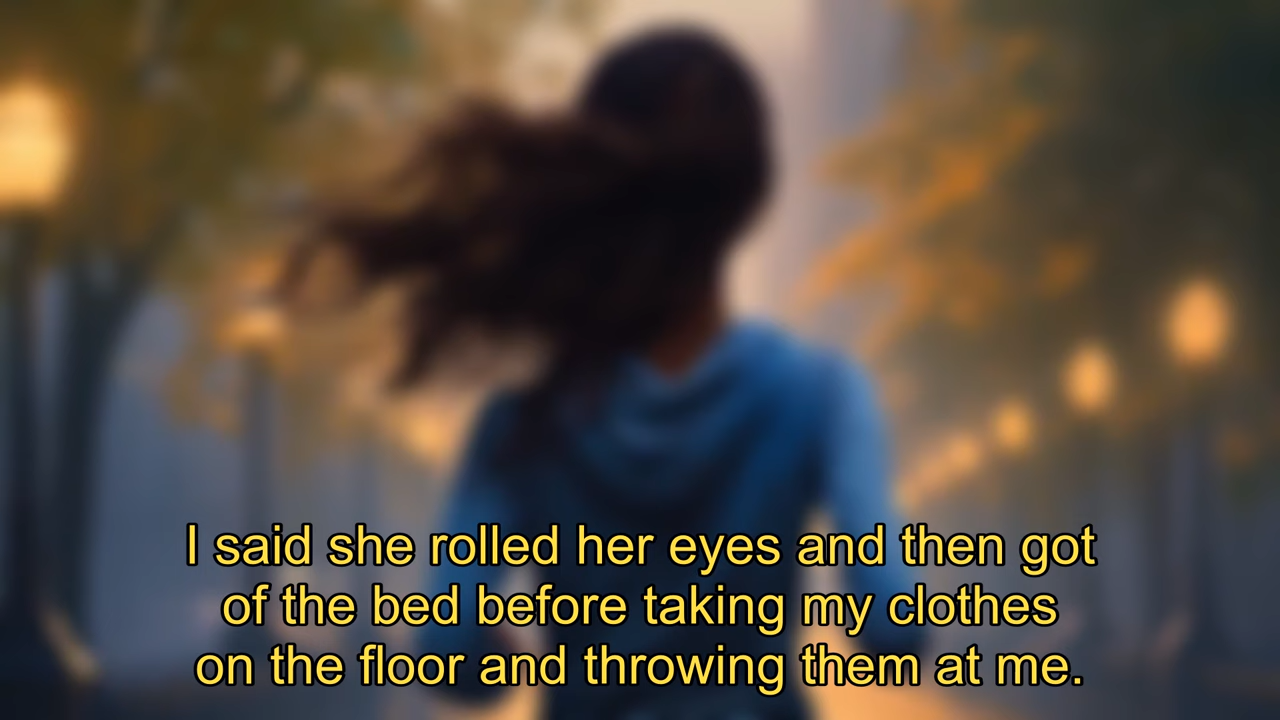 I said she rolled her eyes and then got
of the bed before taking my clothes
on the floor and throwing them at me.